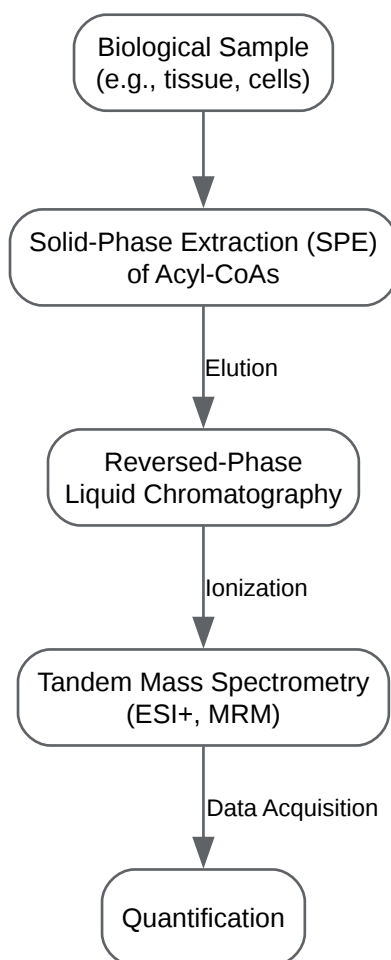 Biological Sample
(e.g., tissue, cells)
Solid-Phase Extraction (SPE)
of Acyl-CoAs
Elution
Reversed-Phase
Liquid Chromatography
Ionization
Tandem Mass Spectrometry
(ESI+, MRM)
Data Acquisition
Quantification